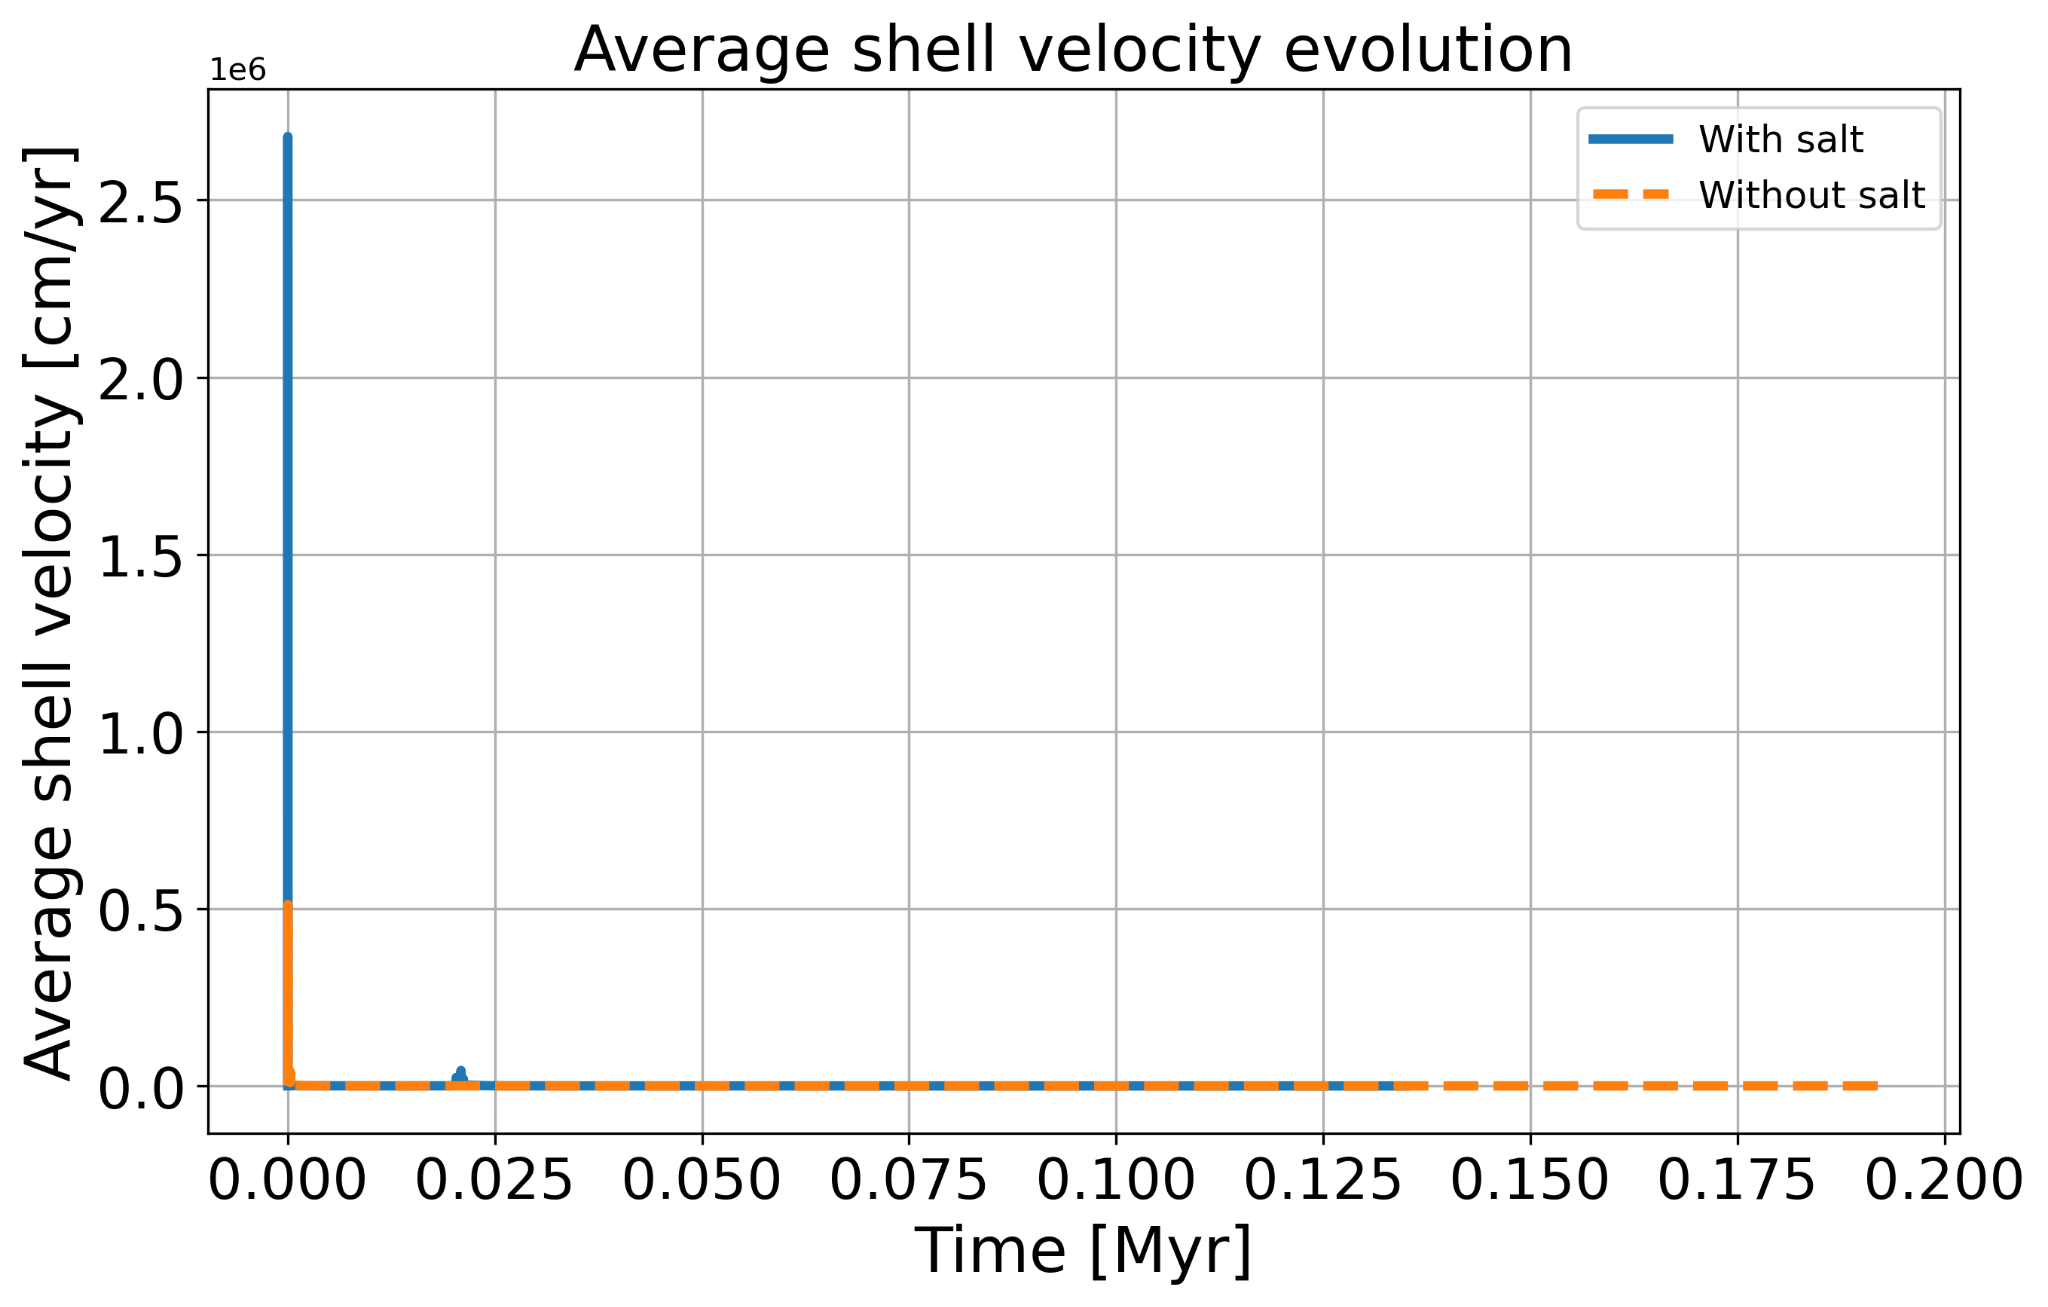 Average shell velocity evolution
1e6
With salt
Without salt
Average shell velocity [cm/yr]
2.5
2.0
1.5
1.0
0.5
0.0
0.000 0.025 0.050 0.075 0.100 0.125 0.150 0.175 0.200
Time [Myr]